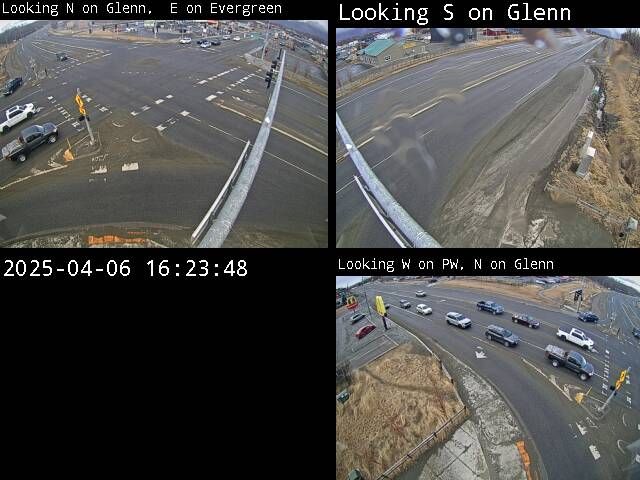 Looking N on Glenn,  E on Evergreen
Looking S on Glenn
2025-04-06 16:23:48
Looking W on PW, N on Glenn